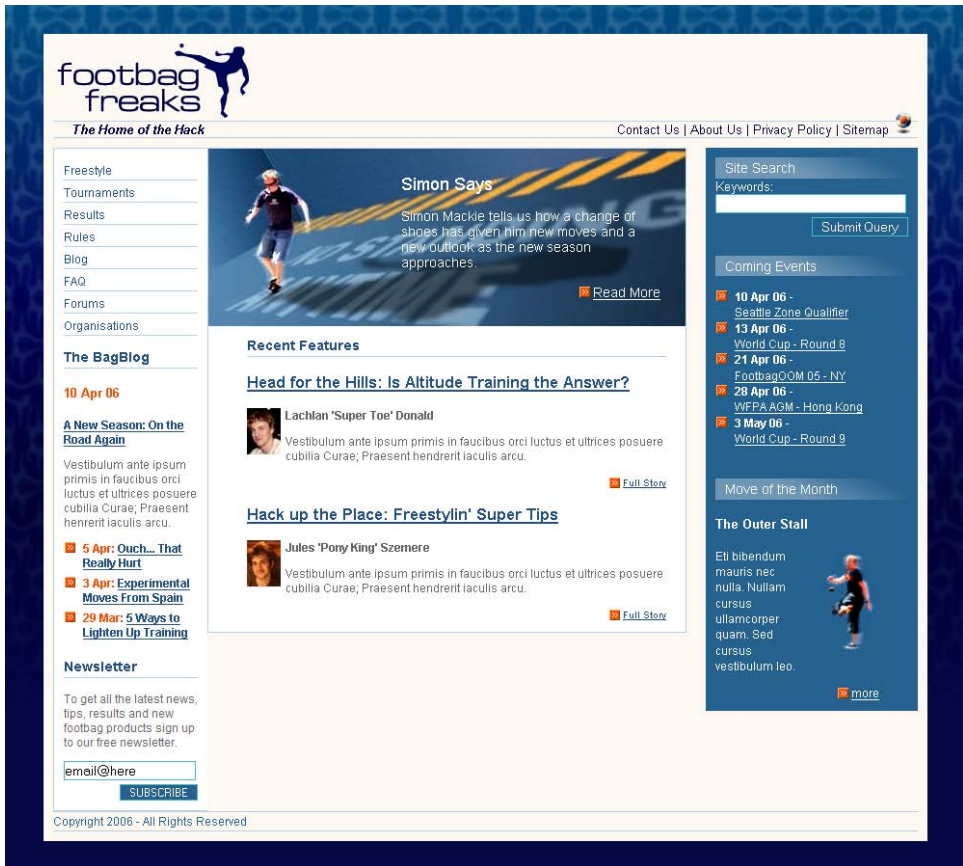 footbag
freaks
The Home of the Hack
Contact Us | About Us | Privacy Policy | Sitemap
Freestyle
Tournaments
Results
Rules
Blog
FAQ
Forums
Organisations
The BagBlog
10 Apr 06
A New Season: On the
Road Again
Vestibulum ante ipsum
primis in faucibus orci
luctus et ultrices posuere
cubilia Curae; Praesent
henrerit iaculis arcu.
5 Apr: Ouch... That
Really Hurt
3 Apr: Experimental
Moves From Spain
29 Mar: 5 Ways to
Lighten Up Training
Newsletter
To get all the latest news,
tips, results and new
footbag products sign up
to our free newsletter.
email@here
SUBSCRIBE
Simon Says
Simon Mackie tells us how a change of
shoes has given him new moves and a
new outlook as the new season
approaches.
Read More
Recent Features
Head for the Hills: Is Altitude Training the Answer?
Lachlan 'Super Toe' Donald
Vestibulum ante ipsum primis in faucibus orci luctus et ultrices posuere
cubilia Curae; Praesent hendrerit iaculis arcu.
Full Story
Hack up the Place: Freestylin' Super Tips
Jules 'Pony King' Szemere
Vestibulum ante ipsum primis in faucibus orci luctus et ultrices posuere
cubilia Curae; Praesent hendrerit iaculis arcu.
Full Story
Site Search
Keywords:
Submit Query
Coming Events
10 Apr 06 -
Seattle Zone Qualifier
13 Apr 06 -
World Cup - Round 8
21 Apr 06 -
FootbagOOM 05 - NY
28 Apr 06 -
WFPA AGM - Hong Kong
3 May 06 -
World Cup - Round 9
Move of the Month
The Outer Stall
Eti bibendum
mauris nec
nulla. Nullam
cursus
ullamcorper
quam. Sed
cursus
vestibulum leo.
more
Copyright 2006 - All Rights Reserved